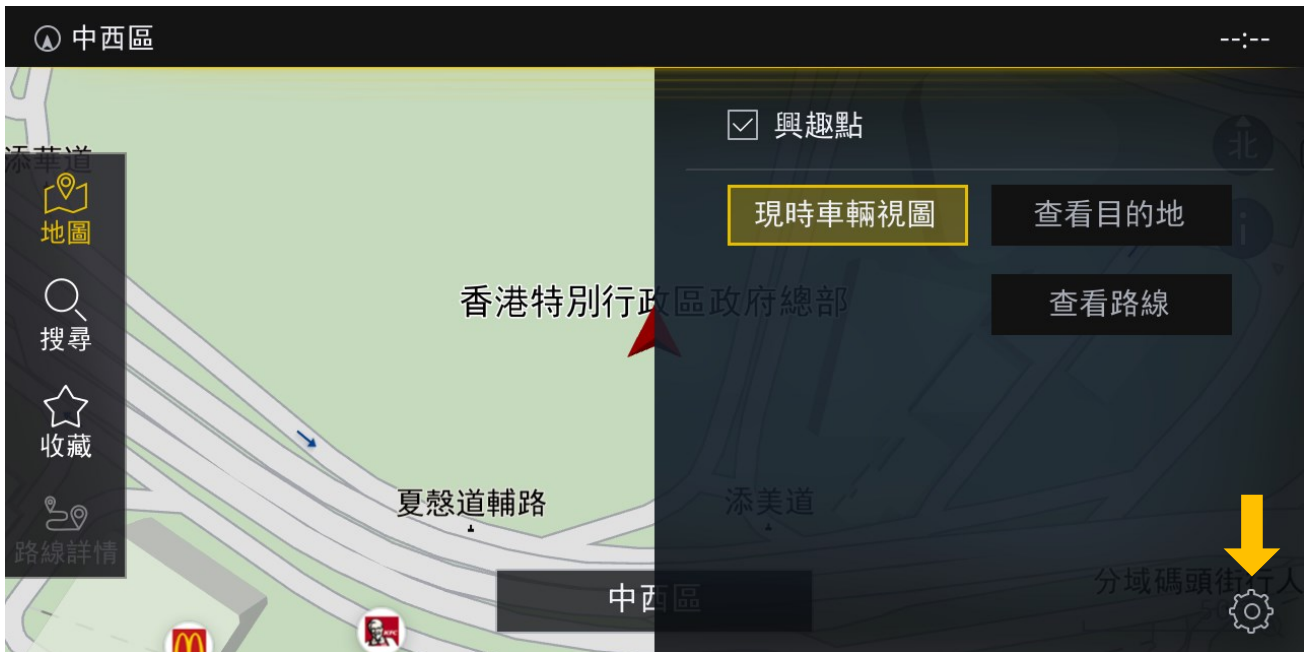 中西區
--:--
添華道
地圖
搜尋
收藏
路線詳情
興趣點
北
i
現時車輛視圖
查看目的地
查看路線
香港特別行政區政府總部
夏慤道輔路
添美道
中西區
分域碼頭街行人
KFC